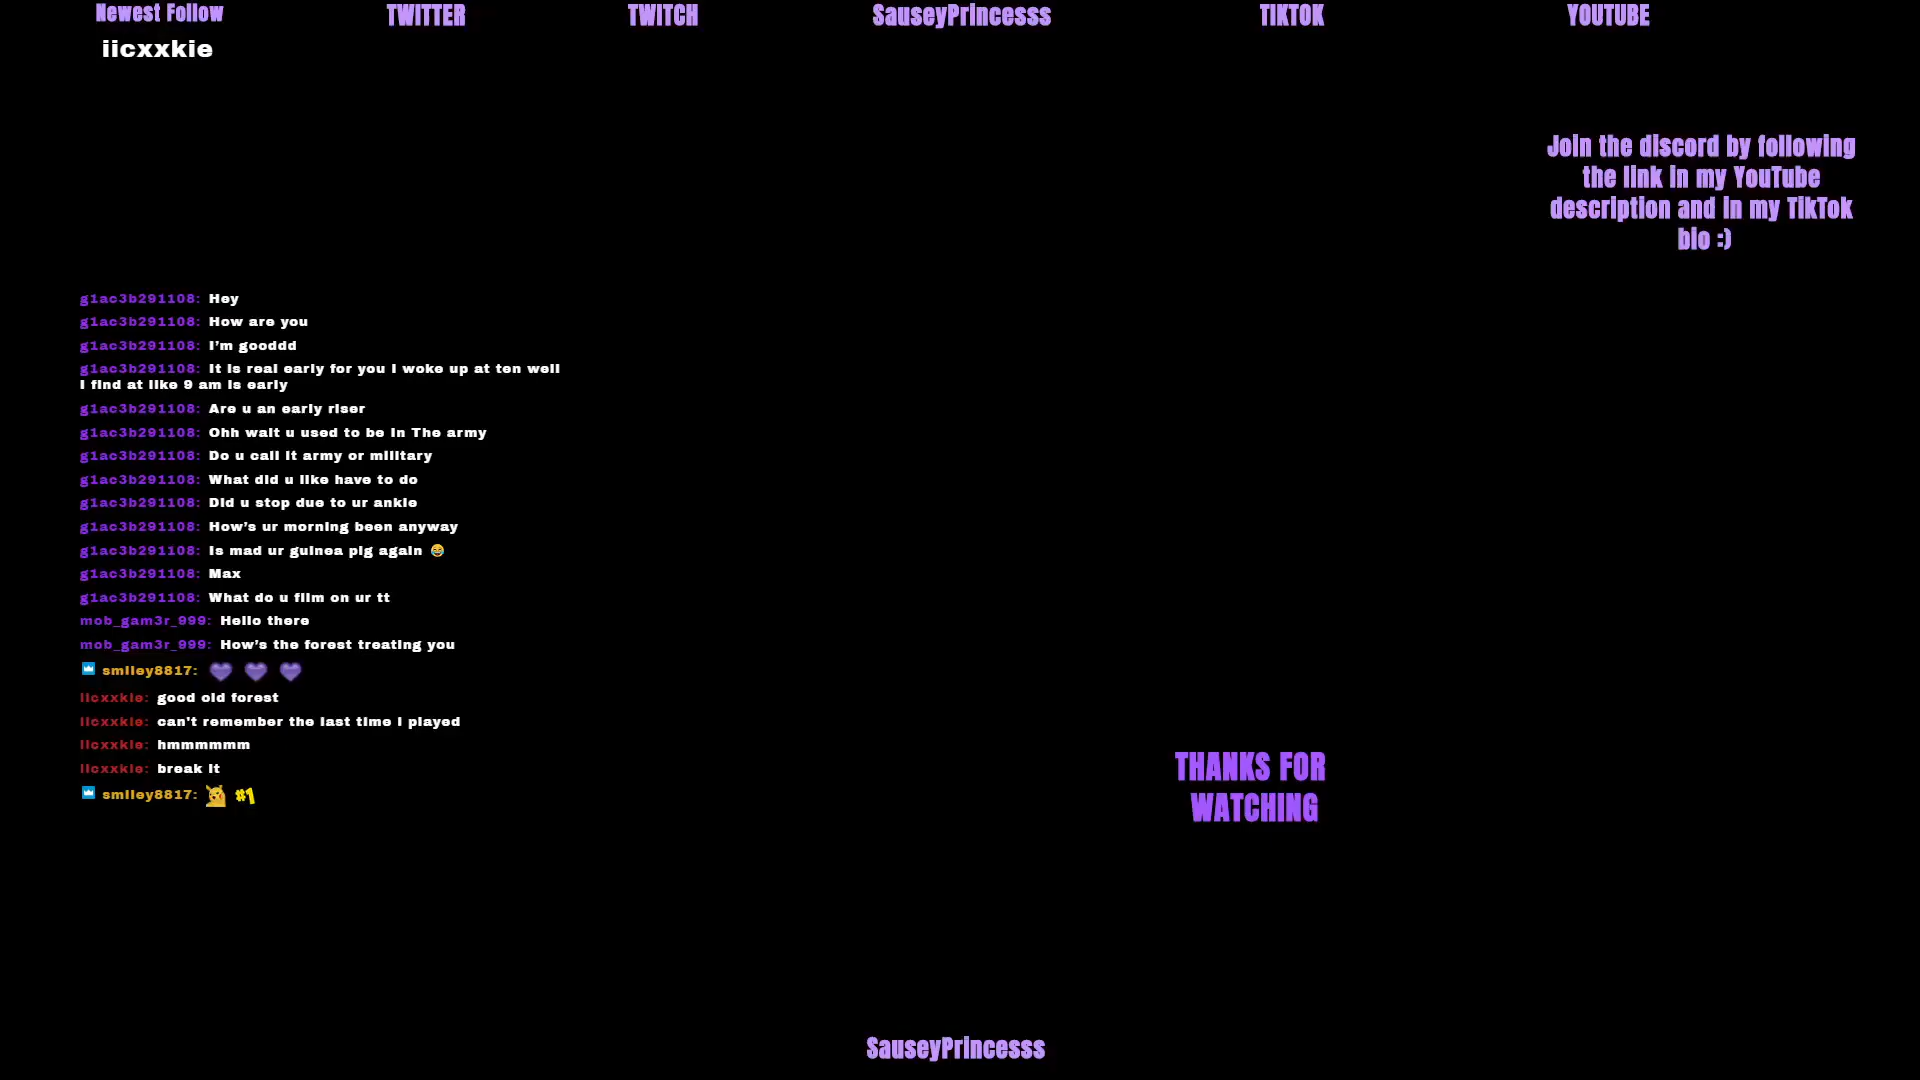 Newest Follow TWITTER TWITCH SauseyPrincesss TIKTOK YOUTUBE
iicxxkie
Join the discord by following
the link in my YouTube
description and in my TikTok
bio :)
g1ac3b291108: Hey
g1ac3b291108: How are you
g1ac3b291108: I’m gooddd
g1ac3b291108: It is real early for you I woke up at ten well
I find at like 9 am is early
g1ac3b291108: Are u an early riser
g1ac3b291108: Ohh wait u used to be in The army
g1ac3b291108: Do u call it army or military
g1ac3b291108: What did u like have to do
g1ac3b291108: Did u stop due to ur ankle
g1ac3b291108: How’s ur morning been anyway
g1ac3b291108: Is mad ur guinea pig again 😂
g1ac3b291108: Max
g1ac3b291108: What do u film on ur tt
mob_gam3r_999: Hello there
mob_gam3r_999: How’s the forest treating you
smiley8817: 💜 💜 💜
iicxxkie: good old forest
iicxxkie: can't remember the last time i played
iicxxkie: hmmmmmm
iicxxkie: break it
smiley8817: #1
THANKS FOR
WATCHING
SauseyPrincesss